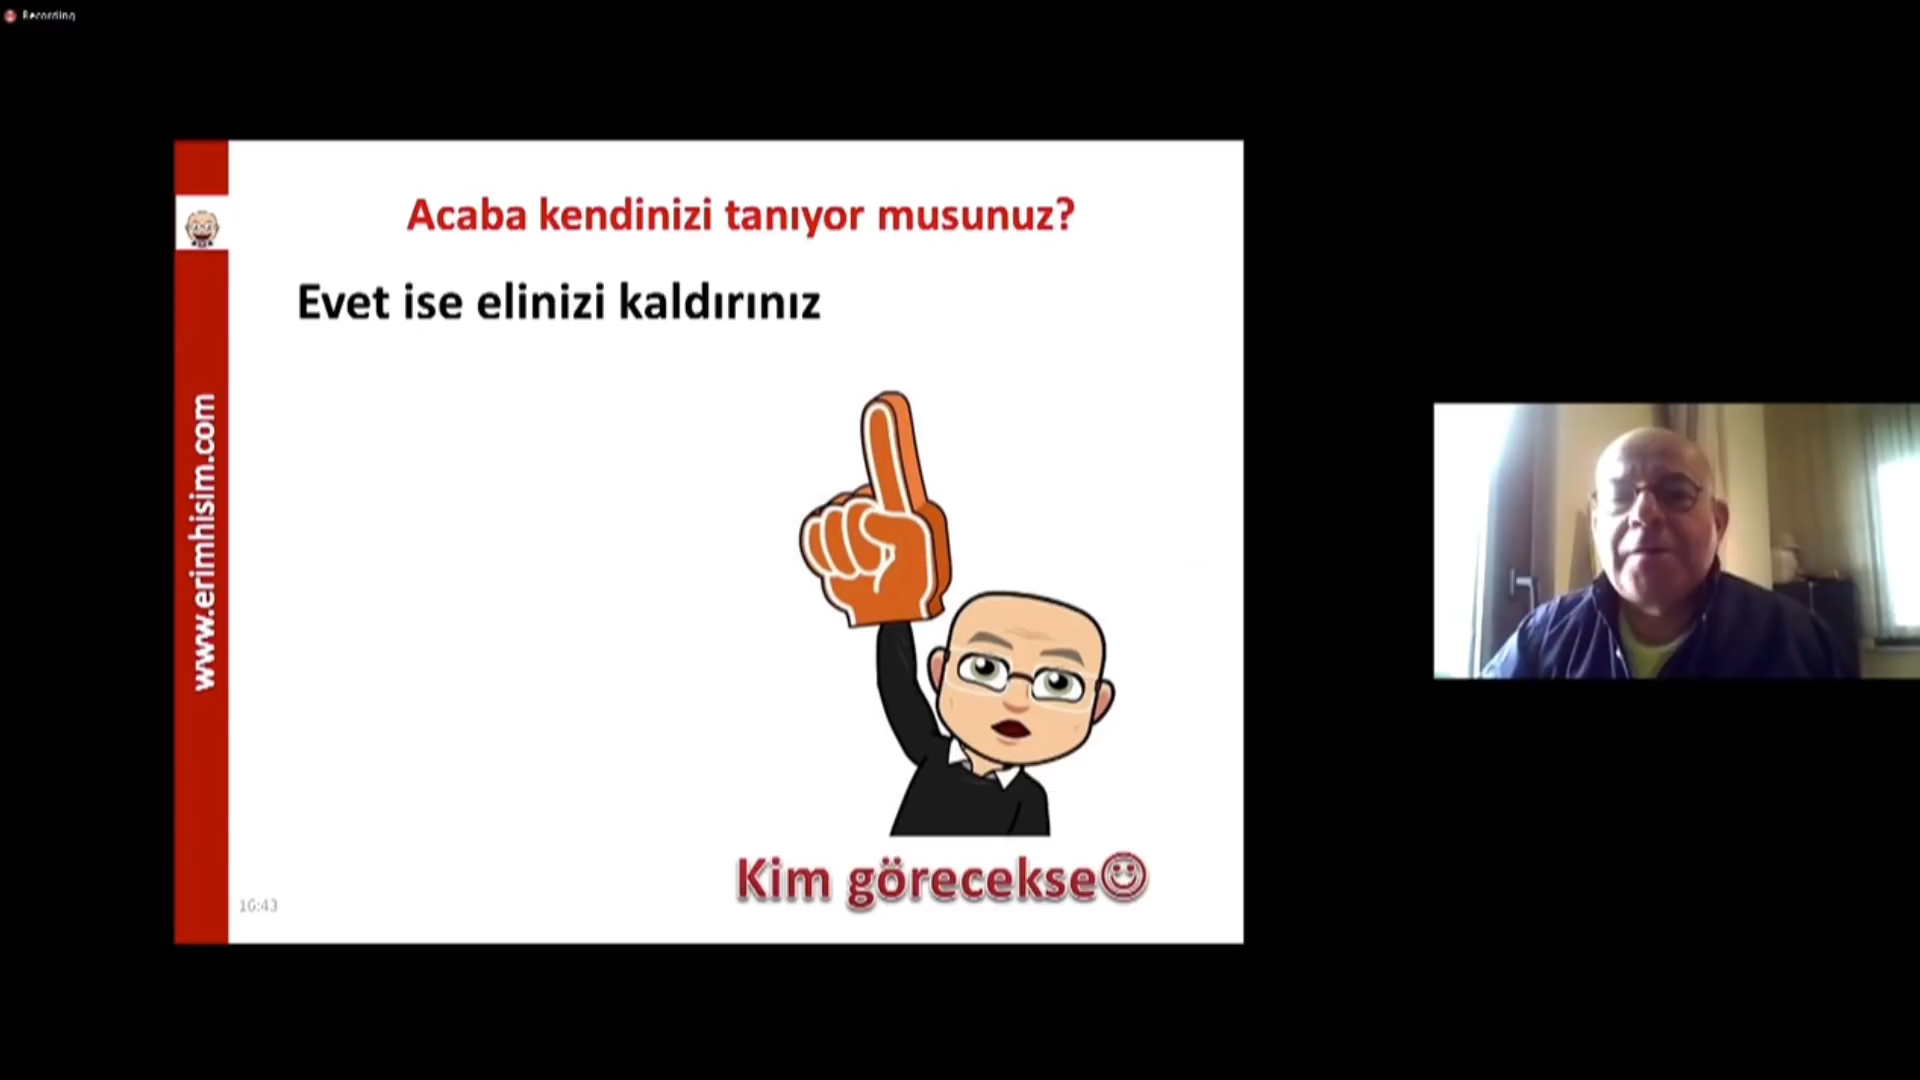 Recording
Acaba kendinizi tanıyor musunuz?
Evet ise elinizi kaldırınız
www.erimhisim.com
Kim görecekse☺
16:43